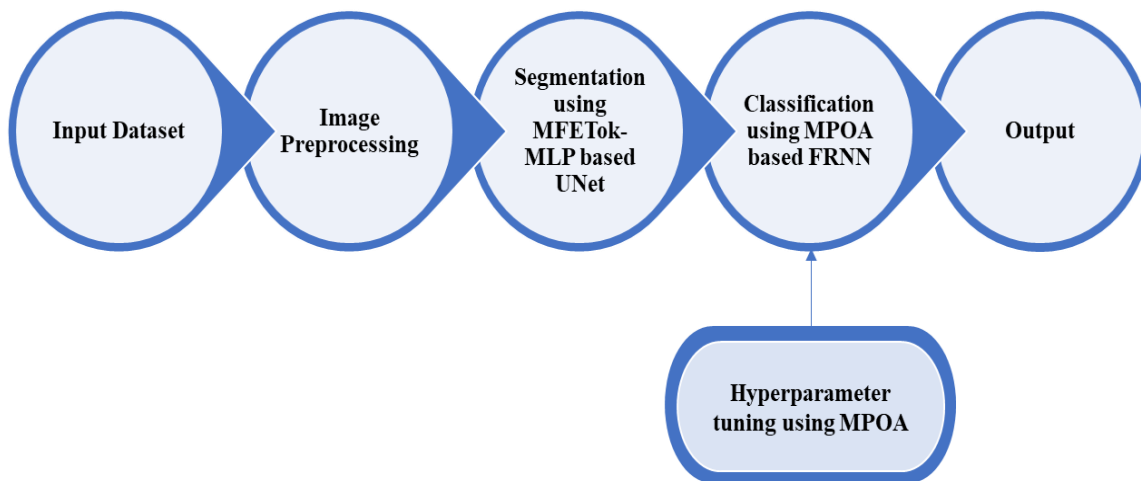 Input Dataset
Image
Preprocessing
Segmentation
using
MFETok-
MLP based
UNet
Classification
using MPOA
based FRNN
Output
Hyperparameter
tuning using MPOA